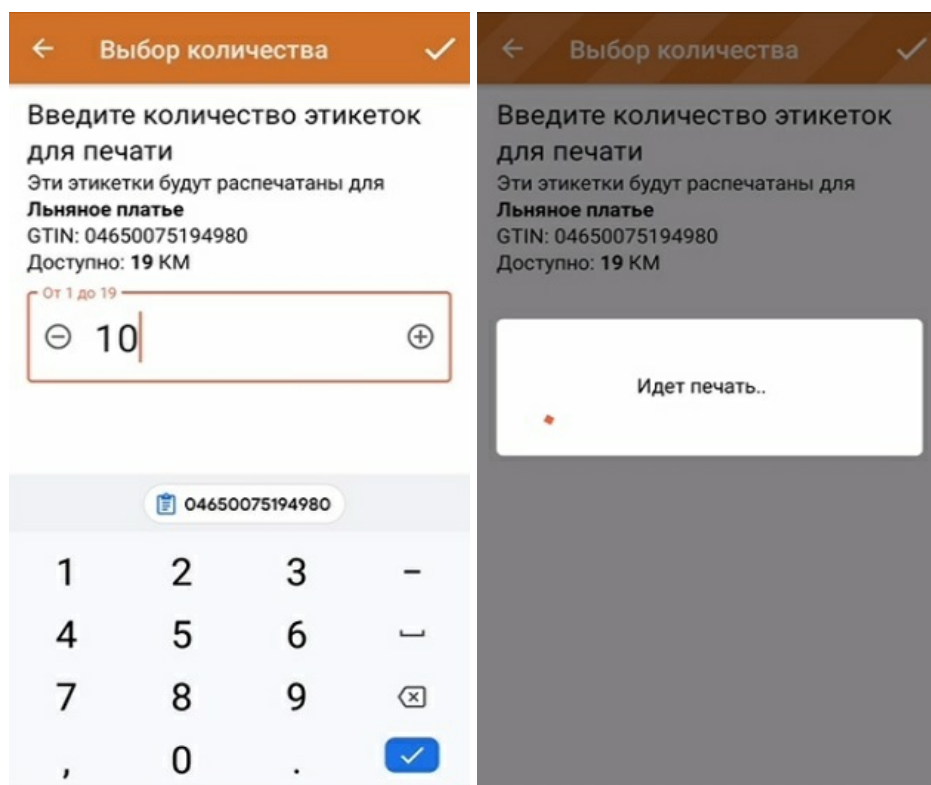 Выбор количества
Введите количество этикеток
для печати
Эти этикетки будут распечатаны для
Льняное платье
GTIN: 04650075194980
Доступно: 19 КМ
От 1 до 19
10
04650075194980
1 2 3 –
4 5 6
7 8 9
, 0 .
Выбор количества
Введите количество этикеток
для печати
Эти этикетки будут распечатаны для
Льняное платье
GTIN: 04650075194980
Доступно: 19 КМ
Идет печать..